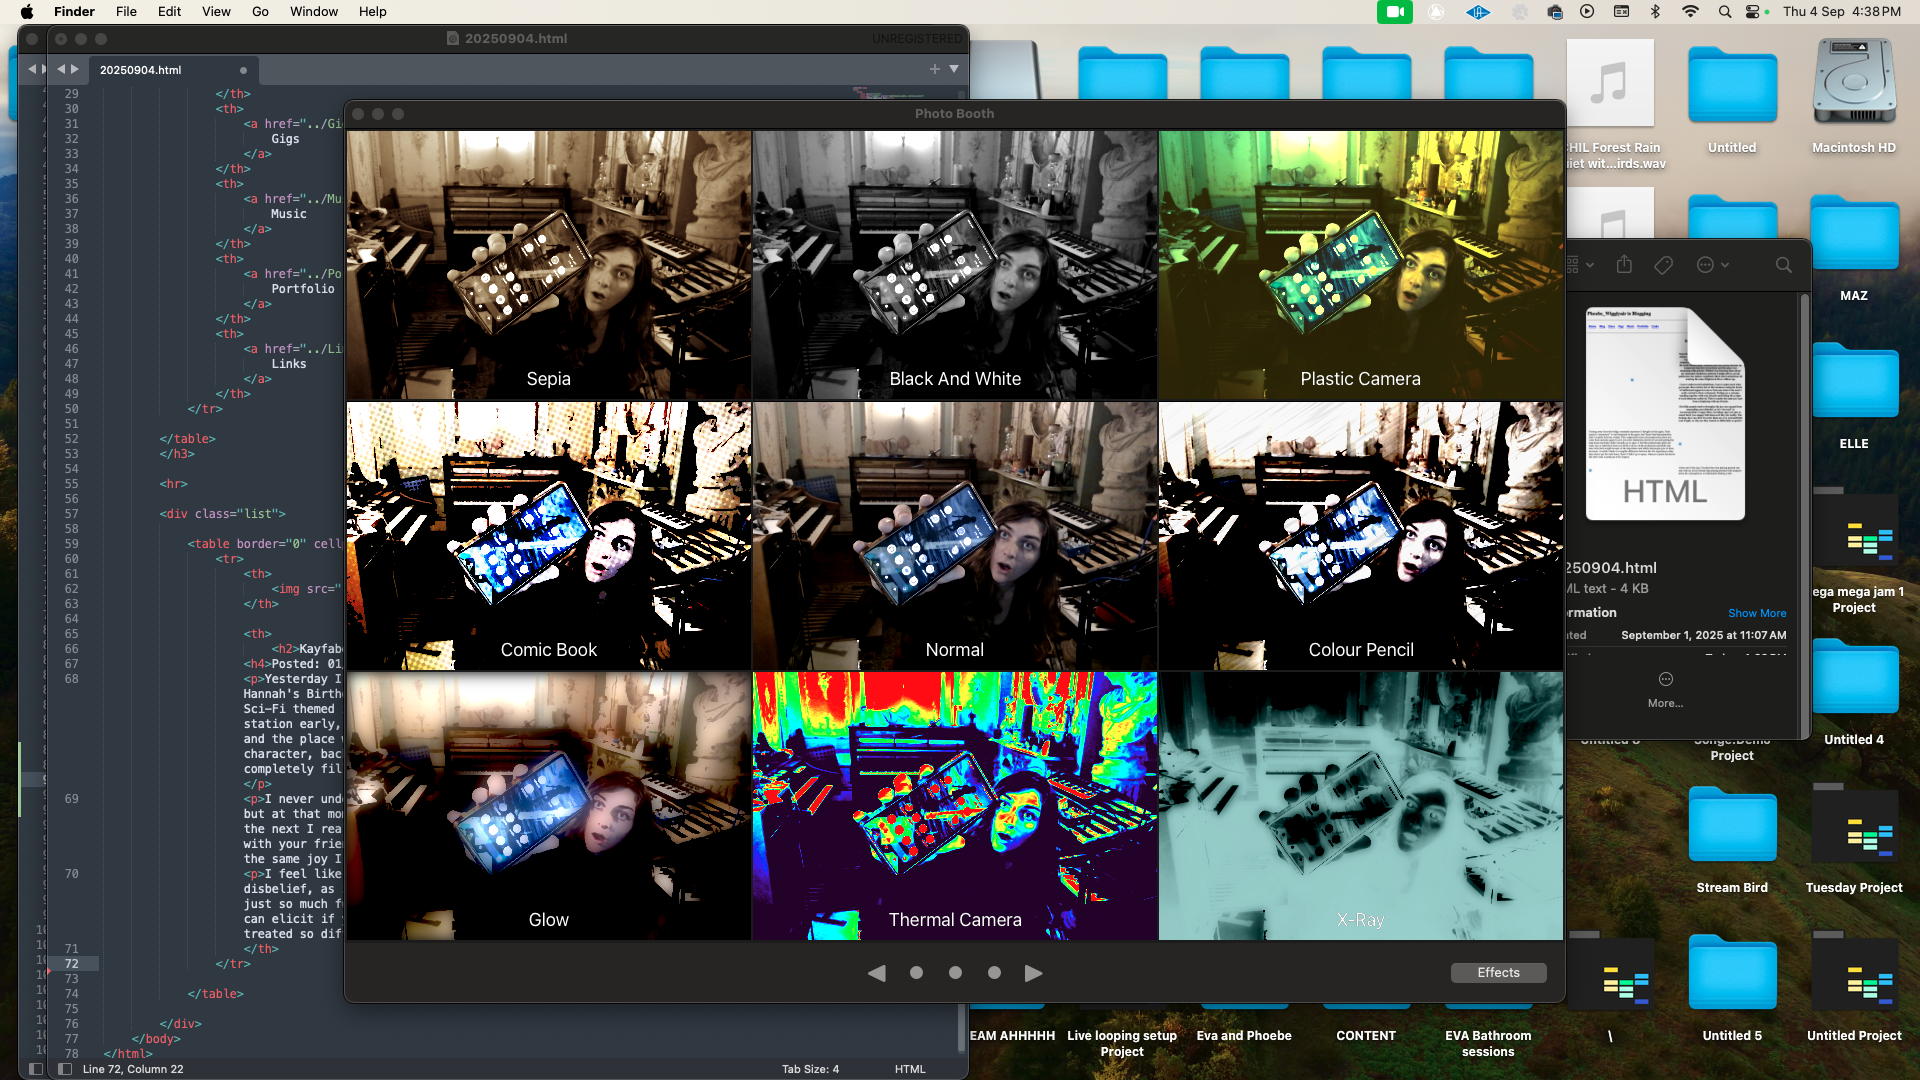 Finder File Edit View Go Window Help
Thu 4 Sep 4:38 PM
20250904.html
UNREGISTERED
20250904.html
29 </th>
30 <th>
31 <a href="../Gi
32 Gigs
33 </a>
34 </th>
35 <th>
36 <a href="../Mu
37 Music
38 </a>
39 </th>
40 <th>
41 <a href="../Po
42 Portfolio
43 </a>
44 </th>
45 <th>
46 <a href="../Li
47 Links
48 </a>
49 </th>
50 </tr>
51
52 </table>
53 </h3>
54
55 <hr>
56
57 <div class="list">
58
59 <table border="0" cell
60 <tr>
61 <th>
62 <img src="
63 </th>
64
65 <th>
66 <h2>Kayfab
67 <h4>Posted: 01
68 <p>Yesterday I
Hannah's Birth
Sci-Fi themed
station early,
and the place
character, bac
completely fil
</p>
69 <p>I never und
but at that mo
the next I rea
with your frie
the same joy I
70 <p>I feel like
disbelief, as
just so much f
can elicit if
treated so dif
71 </th>
72 </tr>
73
74 </table>
75
76 </div>
77 </body>
78 </html>
Line 72, Column 22
Tab Size: 4
HTML
Photo Booth
Sepia
Black And White
Plastic Camera
Comic Book
Normal
Colour Pencil
Glow
Thermal Camera
X-Ray
Effects
HIL Forest Rain
iet wit...irds.wav
Untitled
Macintosh HD
MAZ
ELLE
HTML
250904.html
ML text - 4 KB
rmation
Show More
September 1, 2025 at 11:07 AM
More...
ega mega jam 1
Project
Project
Untitled 4
Stream Bird
Tuesday Project
EAM AHHHHH
Live looping setup
Project
Eva and Phoebe
CONTENT
EVA Bathroom
sessions
\
Untitled 5
Untitled Project